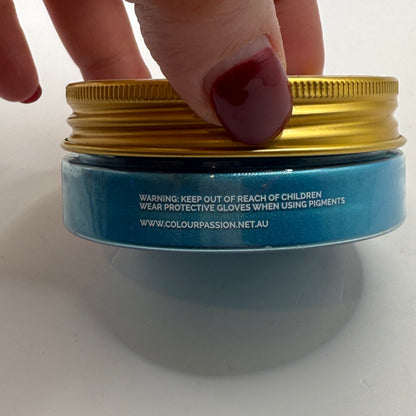 WARNING: KEEP OUT OF REACH OF CHILDREN
WEAR PROTECTIVE GLOVES WHEN USING PIGMENTS
WWW.COLOURPASSION.NET.AU